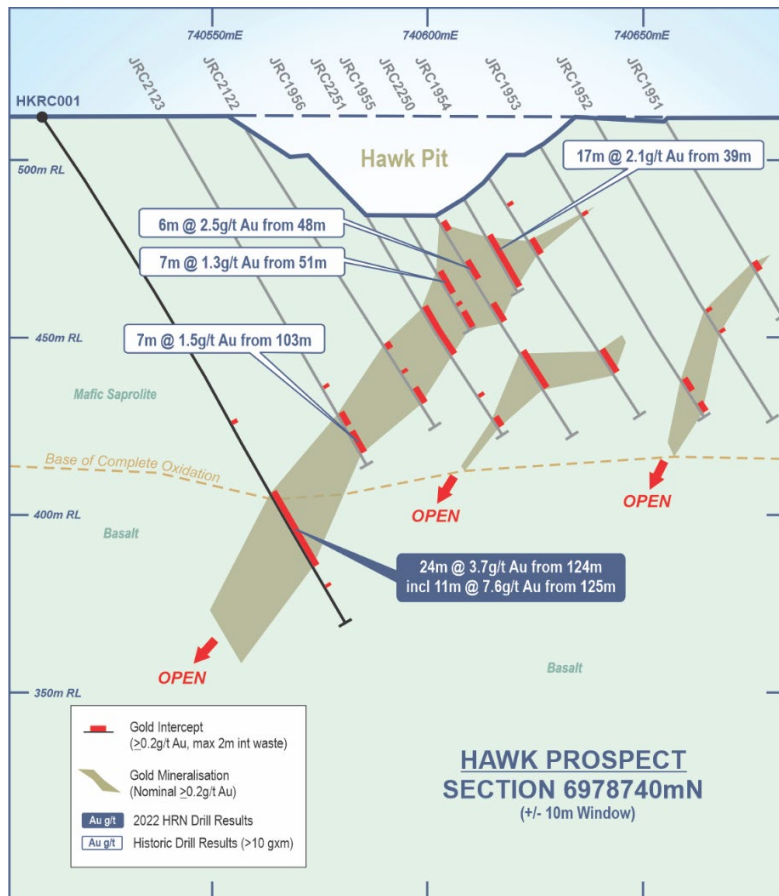 740550mE
740600mE
740650mE
HKRC001
JRC2123
JRC2122
JRC1956
JRC2251
JRC1955
JRC2250
JRC1954
JRC1953
JRC1952
JRC1951
Hawk Pit
500m RL
17m @ 2.1g/t Au from 39m
6m @ 2.5g/t Au from 48m
7m @ 1.3g/t Au from 51m
450m RL
7m @ 1.5g/t Au from 103m
Mafic Saprolite
Base of Complete Oxidation
OPEN
OPEN
400m RL
Basalt
24m @ 3.7g/t Au from 124m
incl 11m @ 7.6g/t Au from 125m
OPEN
Basalt
350m RL
Gold Intercept
(≥0.2g/t Au, max 2m int waste)
Gold Mineralisation
(Nominal ≥0.2g/t Au)
Au g/t
2022 HRN Drill Results
Au g/t
Historic Drill Results (>10 gxm)
HAWK PROSPECT
SECTION 6978740mN
(+/- 10m Window)